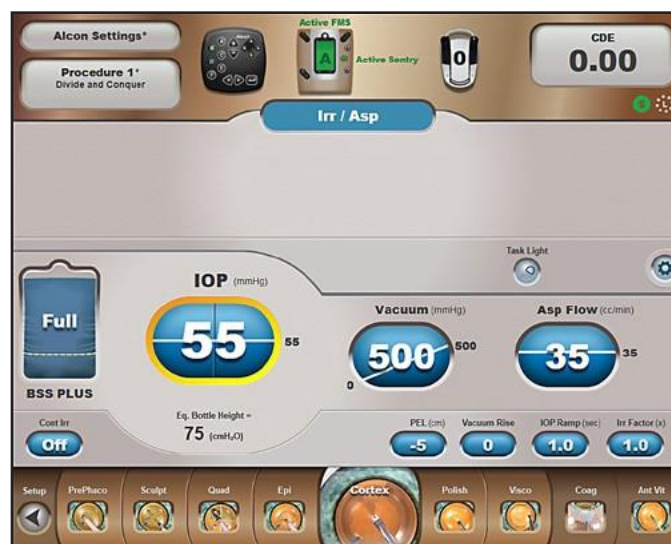 Alcon Settings*
Procedure 1*
Divide and Conquer
Active FMS
A
Active Sentry
0
CDE
0.00
Irr / Asp
Task Light
Full
BSS PLUS
IOP (mmHg)
55
55
Eq. Bottle Height =
75 (cmH₂O)
Vacuum (mmHg)
500
500
0
Asp Flow (cc/min)
35
35
Cont Irr
Off
PEL (cm)
-5
Vacuum Rise
0
IOP Ramp (sec)
1.0
Irr Factor (x)
1.0
Setup
PrePhaco
Sculpt
Quad
Epi
Cortex
Polish
Visco
Coag
Ant Vit